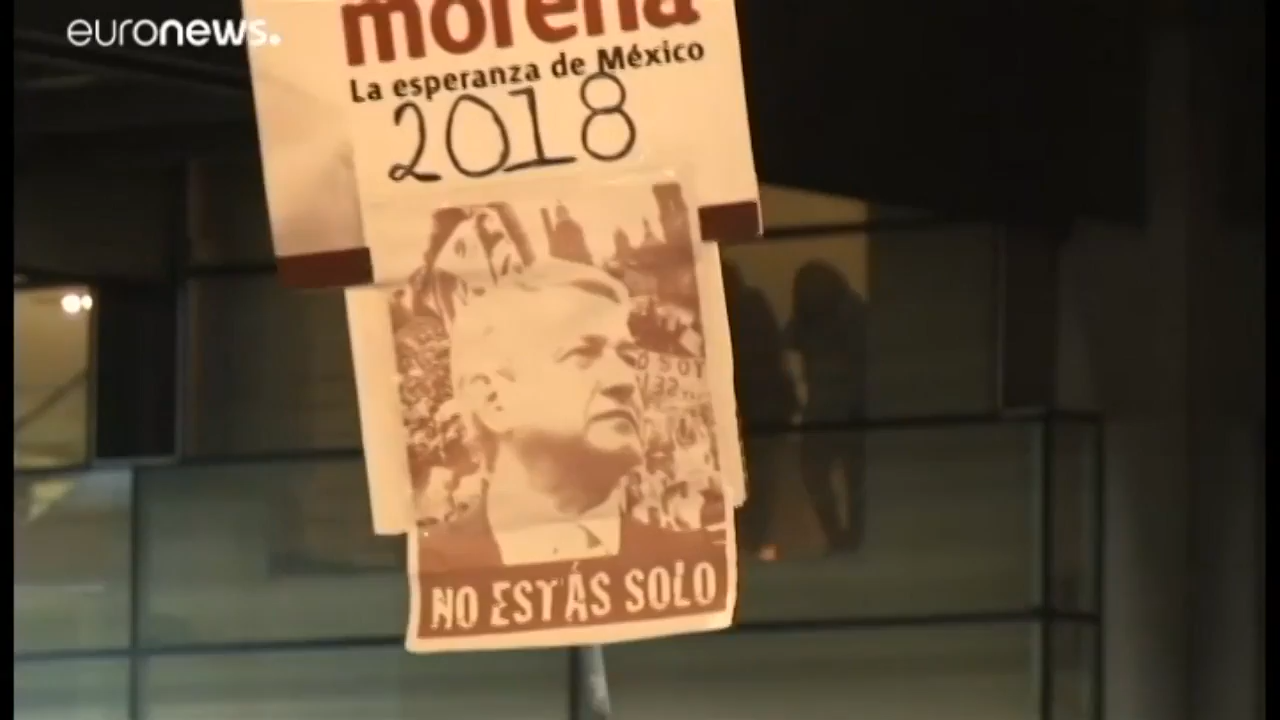 euronews.
morena
La esperanza de México
2018
NO ESTÁS SOLO